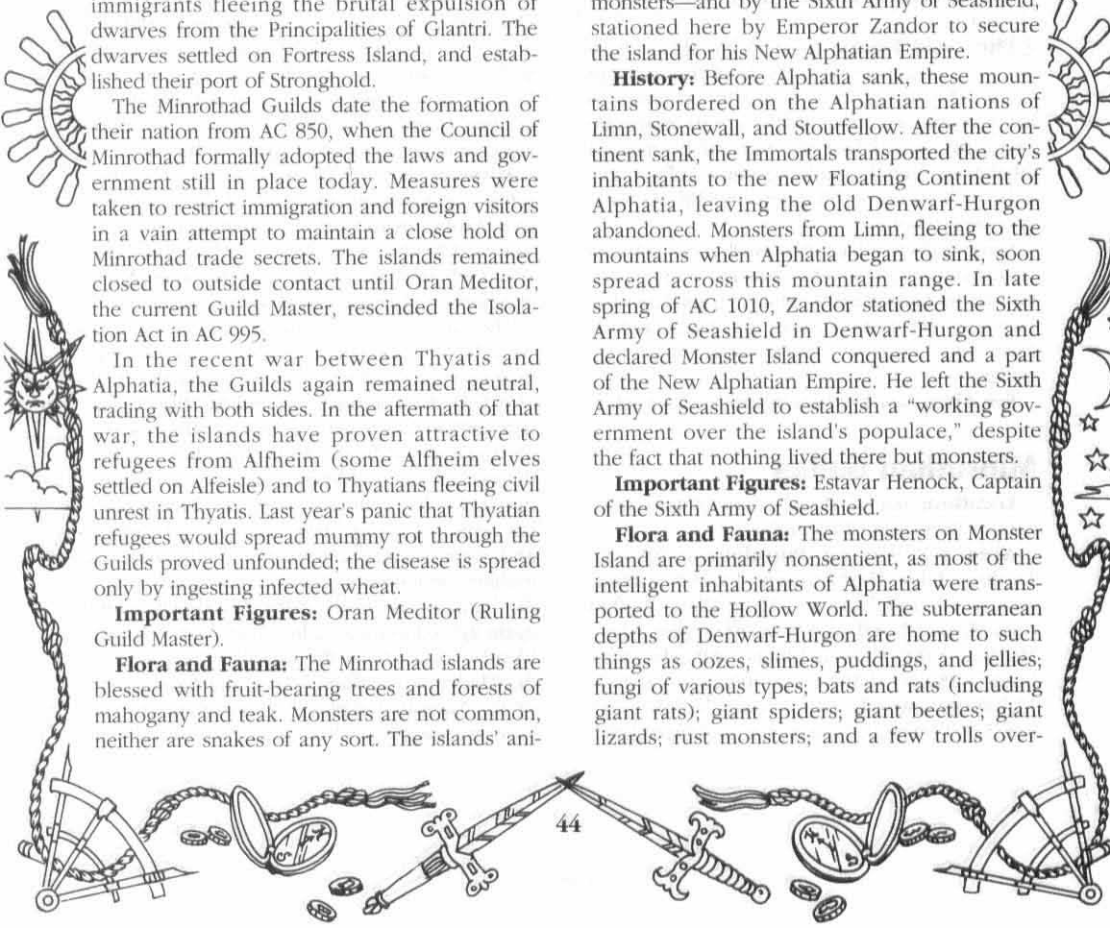 immigrants fleeing the brutal expulsion of
dwarves from the Principalities of Glantri. The
dwarves settled on Fortress Island, and estab-
lished their port of Stronghold.
The Minrothad Guilds date the formation of
their nation from AC 850, when the Council of
Minrothad formally adopted the laws and gov-
ernment still in place today. Measures were
taken to restrict immigration and foreign visitors
in a vain attempt to maintain a close hold on
Minrothad trade secrets. The islands remained
closed to outside contact until Oran Meditor,
the current Guild Master, rescinded the Isola-
tion Act in AC 995.
In the recent war between Thyatis and
Alphatia, the Guilds again remained neutral,
trading with both sides. In the aftermath of that
war, the islands have proven attractive to
refugees from Alfheim (some Alfheim elves
settled on Alfeisle) and to Thyatians fleeing civil
unrest in Thyatis. Last year's panic that Thyatian
refugees would spread mummy rot through the
Guilds proved unfounded; the disease is spread
only by ingesting infected wheat.
Important Figures: Oran Meditor (Ruling
Guild Master).
Flora and Fauna: The Minrothad islands are
blessed with fruit-bearing trees and forests of
mahogany and teak. Monsters are not common,
neither are snakes of any sort. The islands' ani-
monsters—and by the Sixth Army of Seashield,
stationed here by Emperor Zandor to secure
the island for his New Alphatian Empire.
History: Before Alphatia sank, these moun-
tains bordered on the Alphatian nations of
Limn, Stonewall, and Stoutfellow. After the con-
tinent sank, the Immortals transported the city's
inhabitants to the new Floating Continent of
Alphatia, leaving the old Denwarf-Hurgon
abandoned. Monsters from Limn, fleeing to the
mountains when Alphatia began to sink, soon
spread across this mountain range. In late
spring of AC 1010, Zandor stationed the Sixth
Army of Seashield in Denwarf-Hurgon and
declared Monster Island conquered and a part
of the New Alphatian Empire. He left the Sixth
Army of Seashield to establish a "working gov-
ernment over the island's populace," despite
the fact that nothing lived there but monsters.
Important Figures: Estavar Henock, Captain
of the Sixth Army of Seashield.
Flora and Fauna: The monsters on Monster
Island are primarily nonsentient, as most of the
intelligent inhabitants of Alphatia were trans-
ported to the Hollow World. The subterranean
depths of Denwarf-Hurgon are home to such
things as oozes, slimes, puddings, and jellies;
fungi of various types; bats and rats (including
giant rats); giant spiders; giant beetles; giant
lizards; rust monsters; and a few trolls over-
44